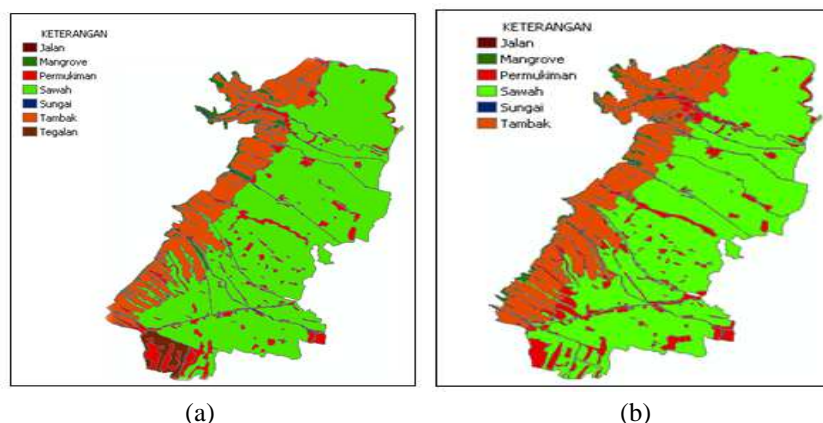 KETERANGAN
Jalan
Mangrove
Permukiman
Sawah
Sungai
Tambak
Tegalan
(a)
KETERANGAN
Jalan
Mangrove
Permukiman
Sawah
Sungai
Tambak
(b)